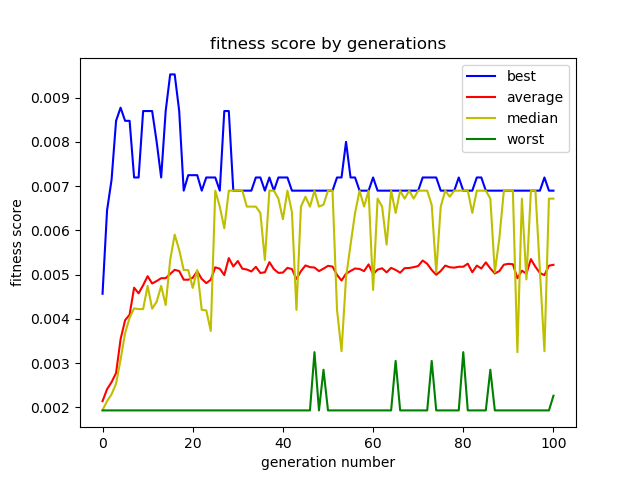 fitness score by generations
best
average
median
worst
fitness score
0.009
0.008
0.007
0.006
0.005
0.004
0.003
0.002
0
20
40
60
80
100
generation number